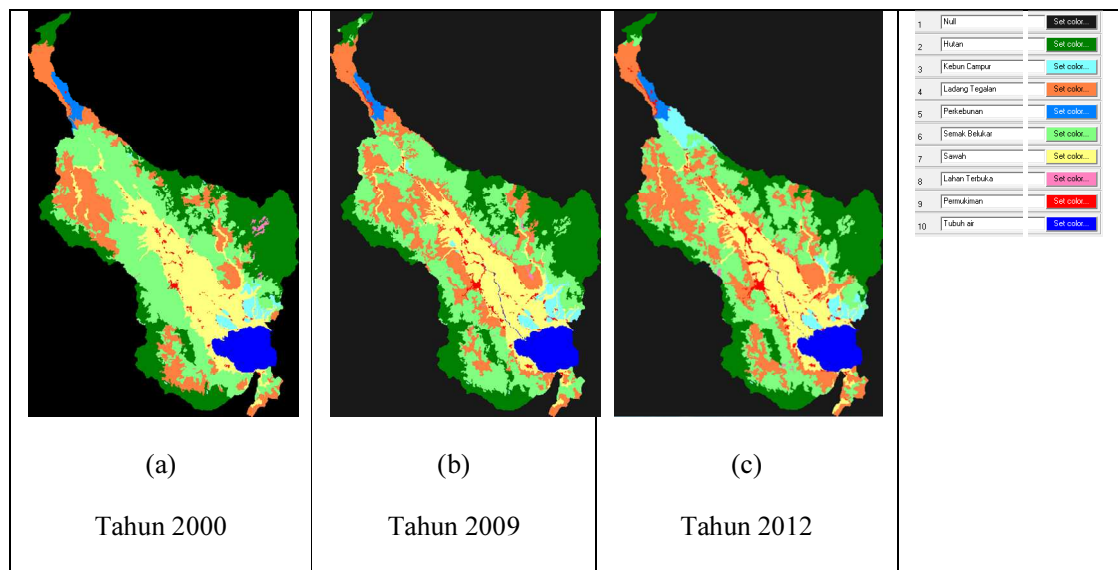 (a)
Tahun 2000
(b)
Tahun 2009
(c)
Tahun 2012
1 Null Set color...
2 Hutan Set color...
3 Kebun Campur Set color...
4 Ladang Tegalan Set color...
5 Perkebunan Set color...
6 Semak Belukar Set color...
7 Sawah Set color...
8 Lahan Terbuka Set color...
9 Permukiman Set color...
10 Tubuh air Set color...